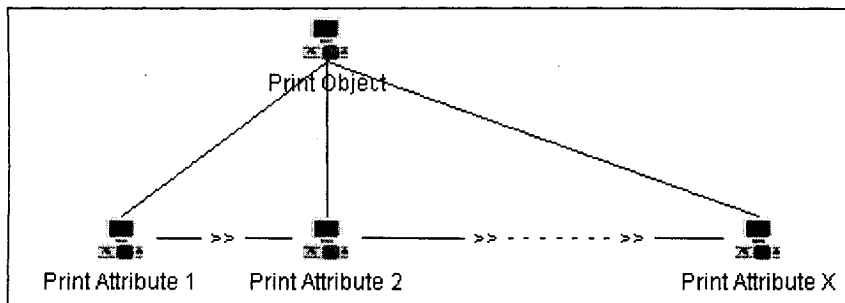 Print Object
>> >> >>
Print Attribute 1 Print Attribute 2 Print Attribute X